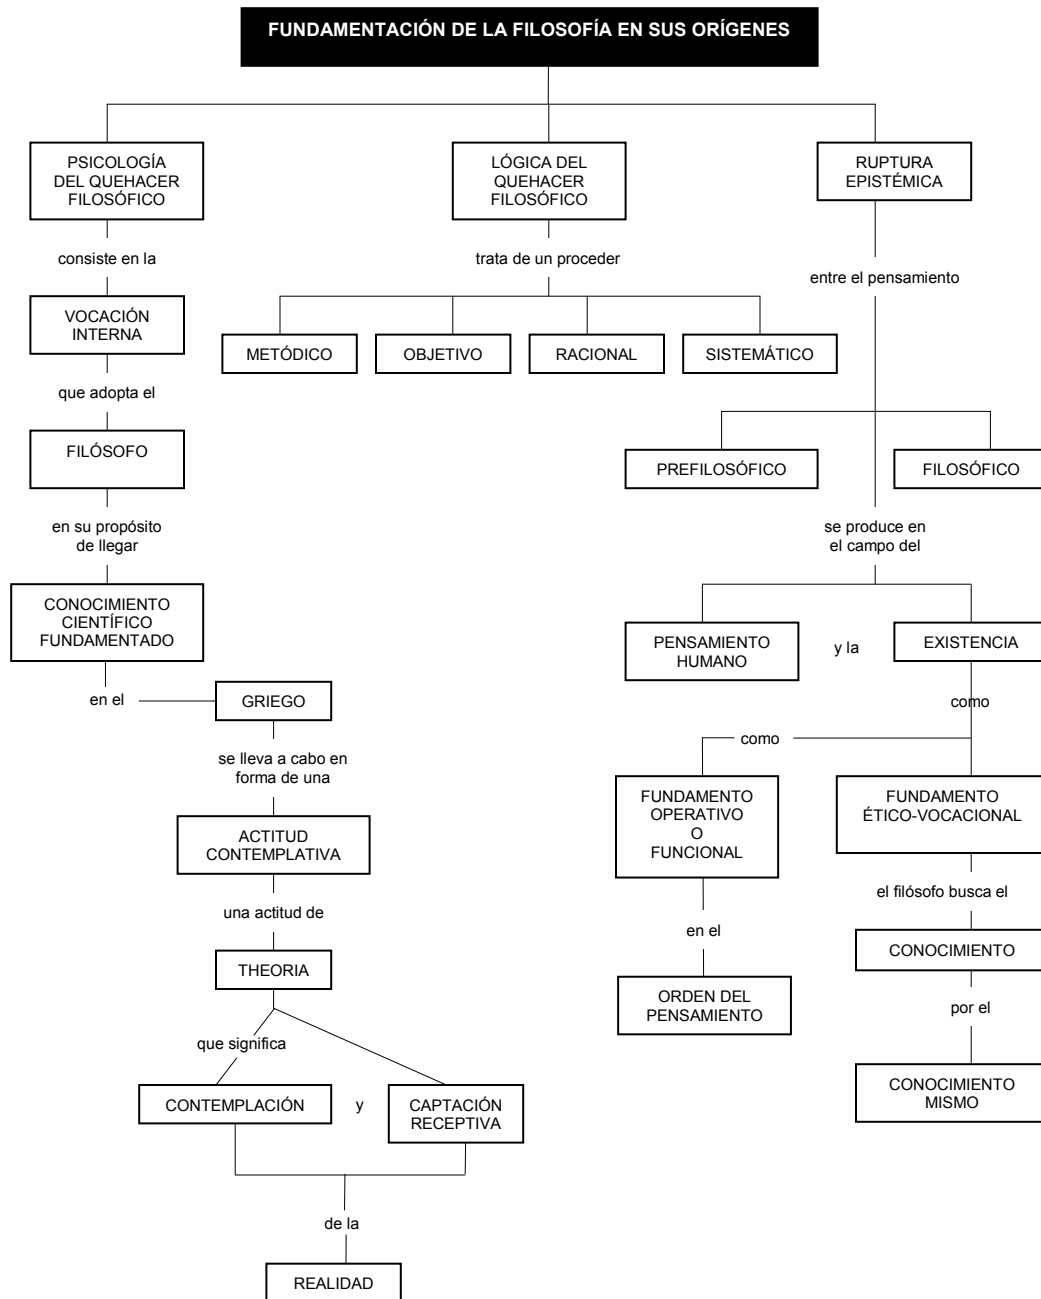 FUNDAMENTACIÓN DE LA FILOSOFÍA EN SUS ORÍGENES
PSICOLOGÍA
DEL QUEHACER
FILOSÓFICO
consiste en la
VOCACIÓN
INTERNA
que adopta el
FILÓSOFO
en su propósito
de llegar
CONOCIMIENTO
CIENTÍFICO
FUNDAMENTADO
en el
GRIEGO
se lleva a cabo en
forma de una
ACTITUD
CONTEMPLATIVA
una actitud de
THEORIA
que significa
CONTEMPLACIÓN
y
CAPTACIÓN
RECEPTIVA
de la
REALIDAD
LÓGICA DEL
QUEHACER
FILOSÓFICO
trata de un proceder
METÓDICO
OBJETIVO
RACIONAL
SISTEMÁTICO
RUPTURA
EPISTÉMICA
entre el pensamiento
PREFILOSÓFICO
FILOSÓFICO
se produce en
el campo del
PENSAMIENTO
HUMANO
y la
EXISTENCIA
como
como
FUNDAMENTO
OPERATIVO
O
FUNCIONAL
en el
ORDEN DEL
PENSAMIENTO
FUNDAMENTO
ÉTICO-VOCACIONAL
el filósofo busca el
CONOCIMIENTO
por el
CONOCIMIENTO
MISMO